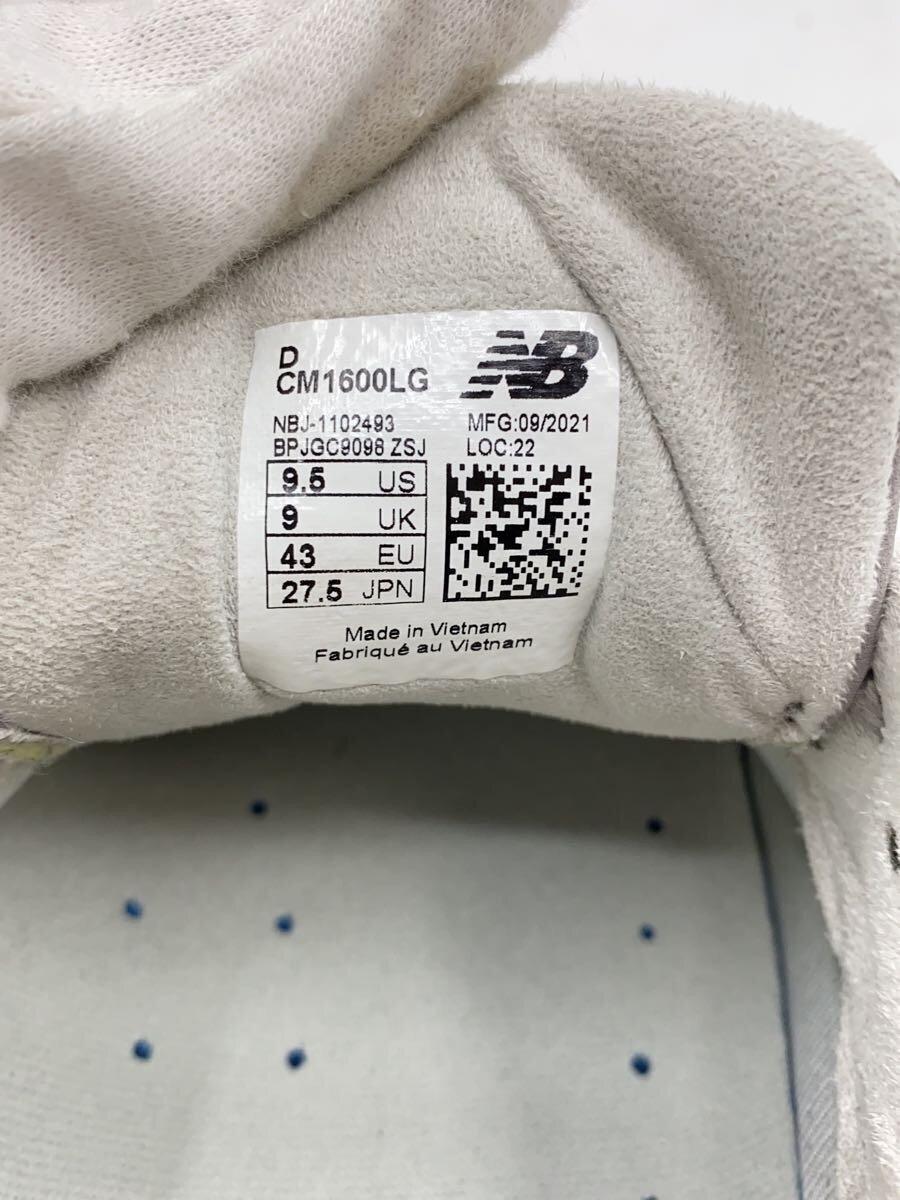 D
CM1600LG
NB
NBJ-1102493
MFG:09/2021
BPJGC9098 ZSJ
LOC:22
9.5 US
9 UK
43 EU
27.5 JPN
Made in Vietnam
Fabriqué au Vietnam